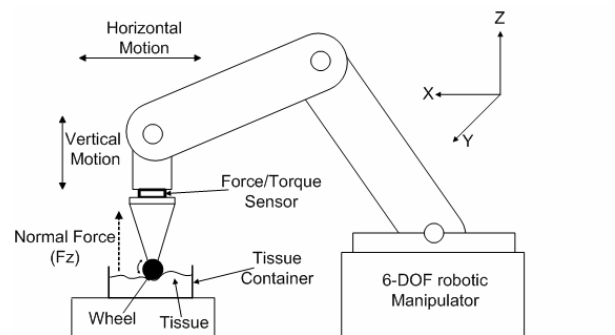 Horizontal
Motion
Z
X
Y
Vertical
Motion
Force/Torque
Sensor
Normal Force
(Fz)
Tissue
Container
6-DOF robotic
Manipulator
Wheel
Tissue